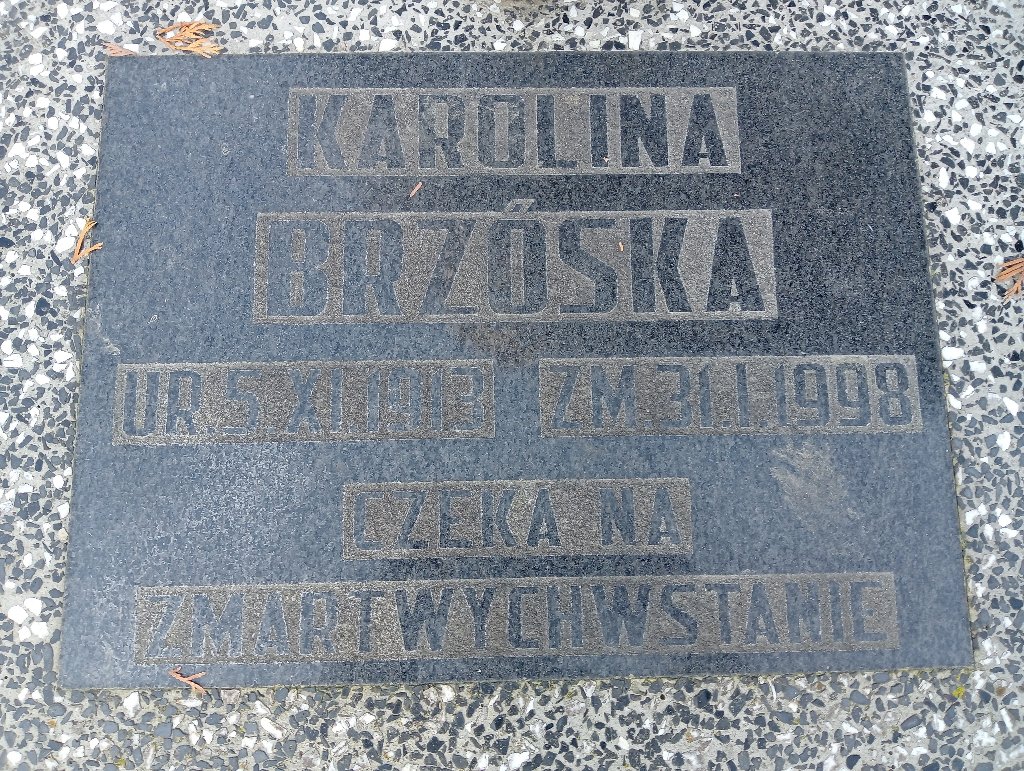 KAROLINA
BRZÓSKA
UR 5 XI.1913 ZM 31.I.1998
CZEKA NA
ZMARTWYCHWSTANIE